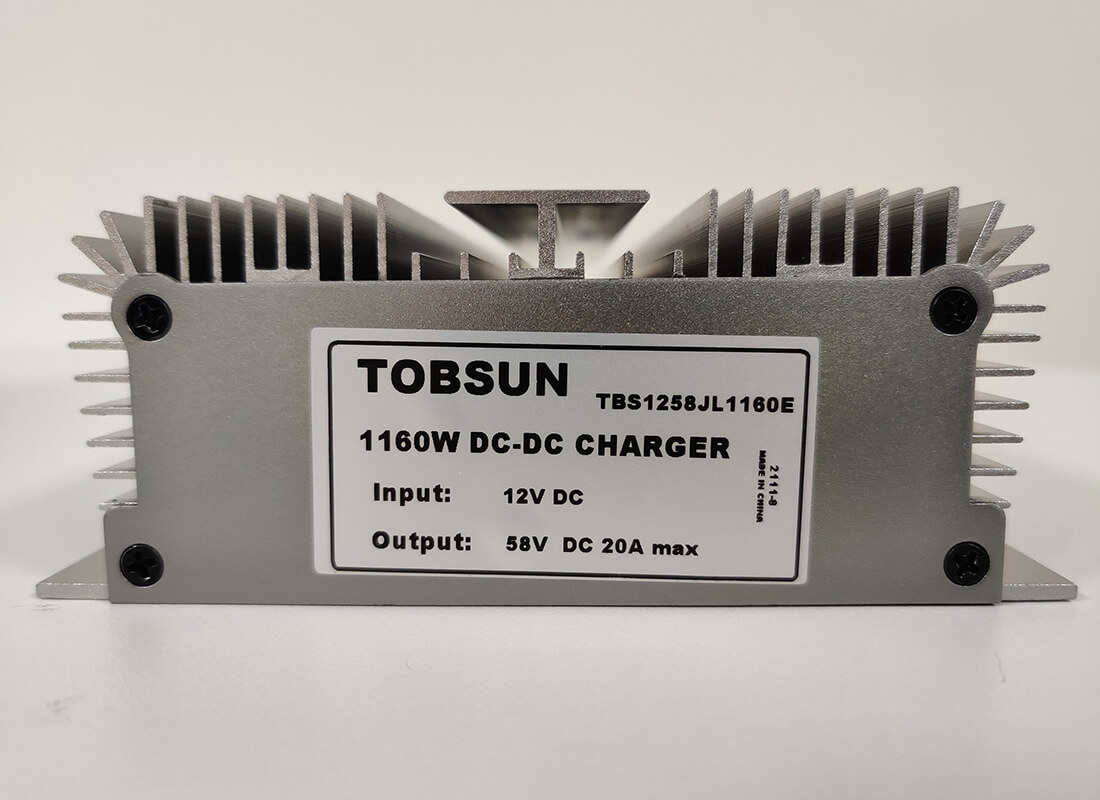 TOBSUN
TBS1258JL1160E
1160W DC-DC CHARGER
Input: 12V DC
Output: 58V DC 20A max
2111-8
MADE IN CHINA